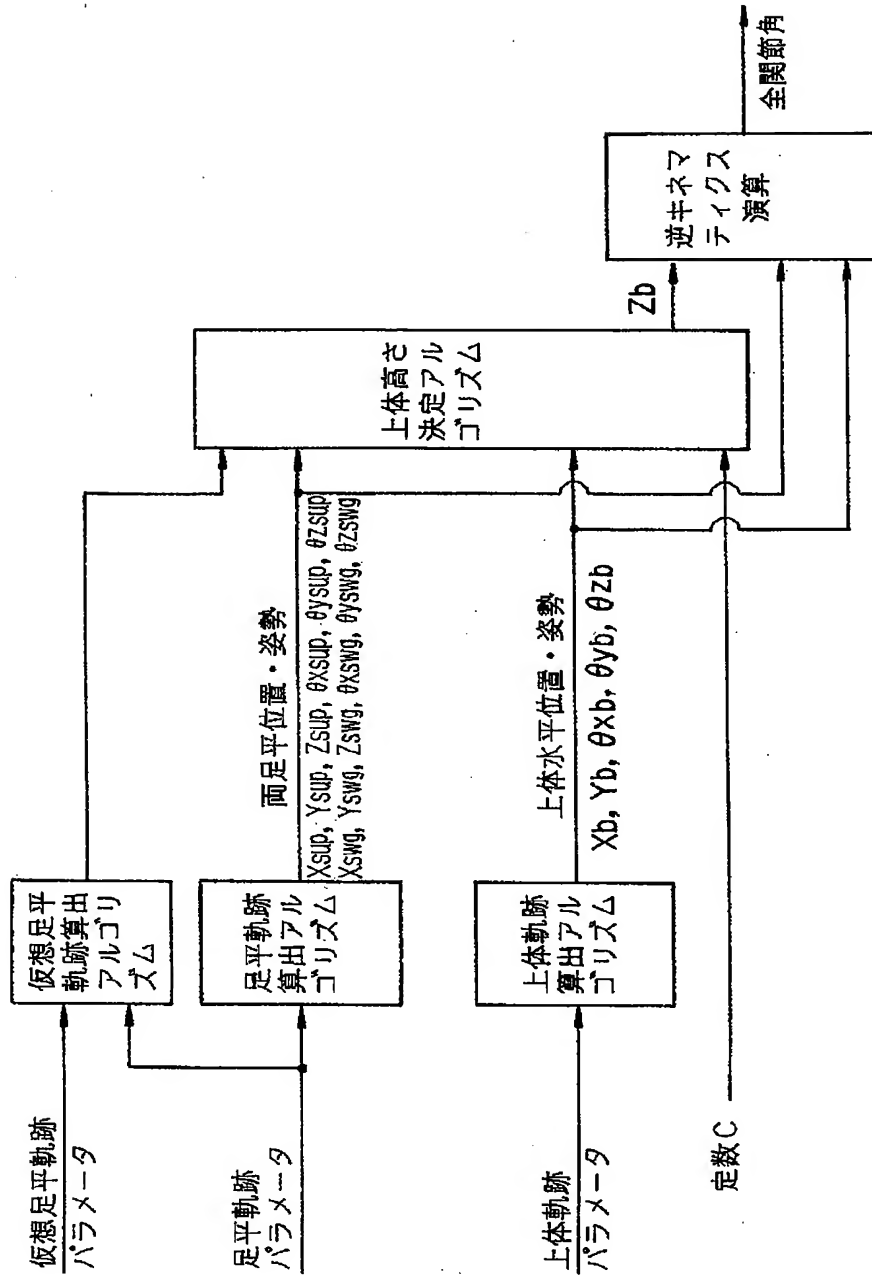 仮想足平軌跡
パラメータ
足平軌跡
パラメータ
上体軌跡
パラメータ
定数C
仮想足平
軌跡算出
アルゴリ
ズム
足平軌跡
算出アル
ゴリズム
上体軌跡
算出アル
ゴリズム
両足平位置・姿勢
Xsup, Ysup, Zsup, θxsup, θysup, θzsup
Xswg, Yswg, Zswg, θxswg, θyswg, θzswg
上体水平位置・姿勢
Xb, Yb, θxb, θyb, θzb
上体高さ
決定アル
ゴリズム
Zb
逆キネマ
ティクス
演算
全関節角